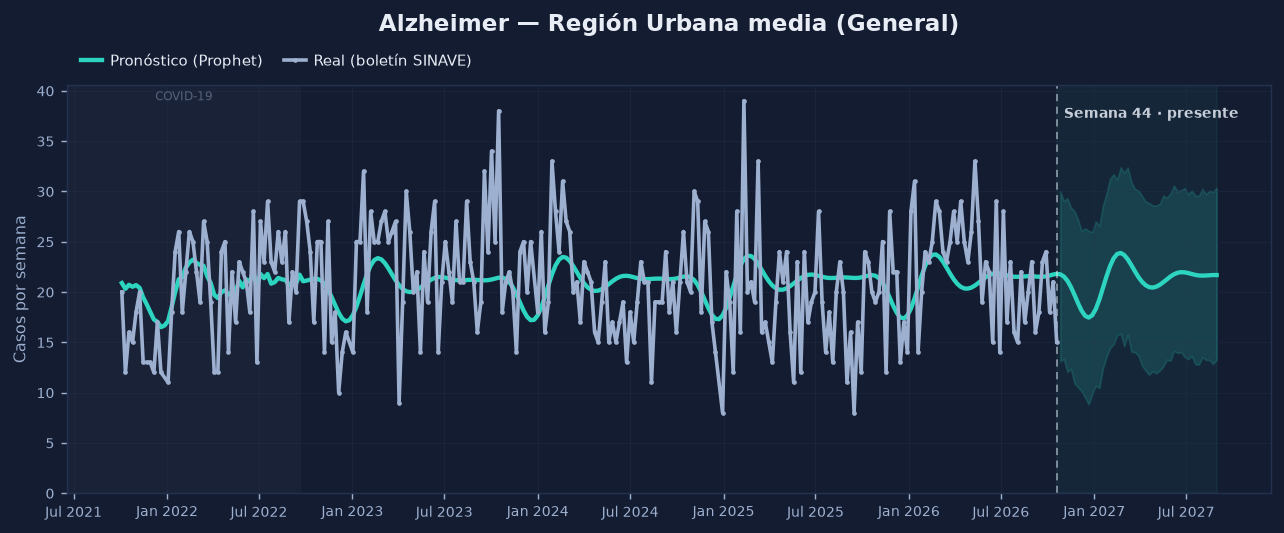 Alzheimer — Región Urbana media (General)
Pronóstico (Prophet)
Real (boletín SINAVE)
COVID-19
Semana 44 · presente
Casos por semana
40
35
30
25
20
15
10
5
0
Jul 2021
Jan 2022
Jul 2022
Jan 2023
Jul 2023
Jan 2024
Jul 2024
Jan 2025
Jul 2025
Jan 2026
Jul 2026
Jan 2027
Jul 2027